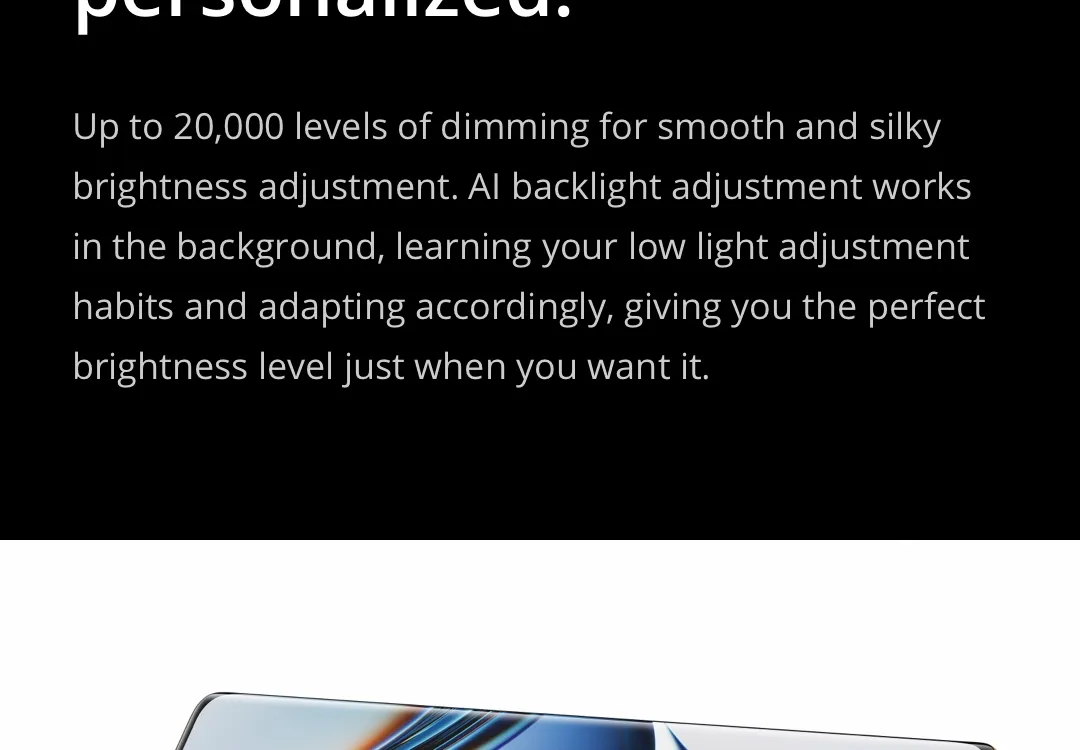 personalized.
Up to 20,000 levels of dimming for smooth and silky
brightness adjustment. AI backlight adjustment works
in the background, learning your low light adjustment
habits and adapting accordingly, giving you the perfect
brightness level just when you want it.